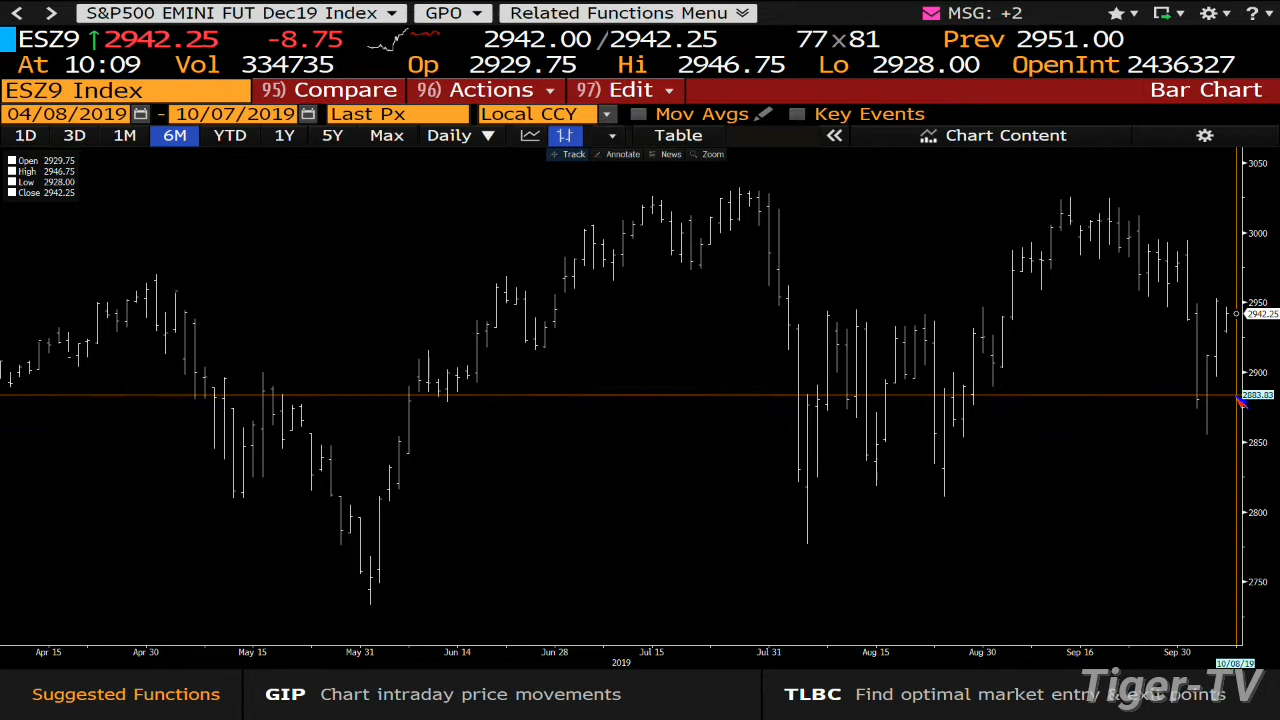 S&P500 EMINI FUT Dec19 Index GPO Related Functions Menu MSG: +2 ?
ESZ9 ↑2942.25 -8.75 2942.00 /2942.25 77×81 Prev 2951.00
At 10:09 Vol 334735 Op 2929.75 Hi 2946.75 Lo 2928.00 OpenInt 2436327
ESZ9 Index 95) Compare 96) Actions 97) Edit Bar Chart
04/08/2019 - 10/07/2019 Last Px Local CCY Mov Avgs Key Events
1D 3D 1M 6M YTD 1Y 5Y Max Daily ▼ Table « Chart Content
Track Annotate News Zoom
Open 2929.75
High 2946.75
Low 2928.00
Close 2942.25
3050
3000
2950
2942.25
2900
2883.83
2850
2800
2750
Apr 15 Apr 30 May 15 May 31 Jun 14 Jun 28 Jul 15 Jul 31 Aug 15 Aug 30 Sep 16 Sep 30
2019 10/08/19
Suggested Functions GIP Chart intraday price movements TLBC Find optimal market entry & exit points
Tiger-TV